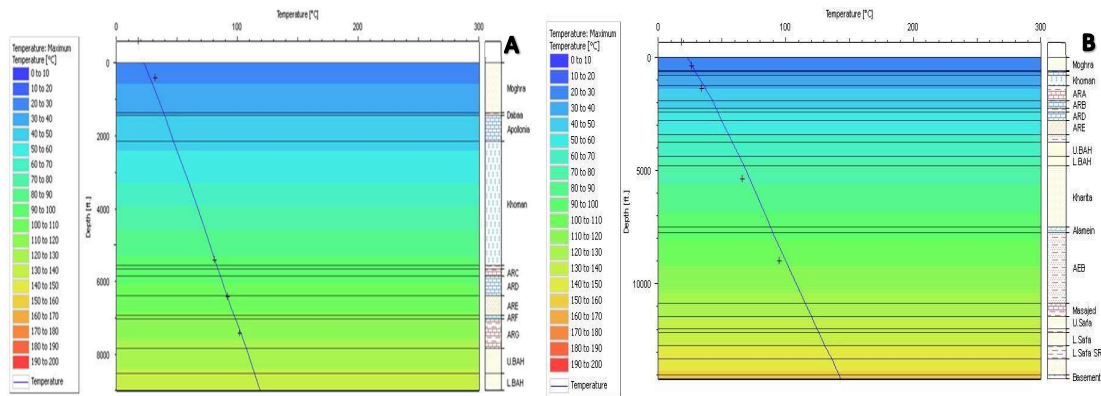 Temperature [°C]
0
100
200
300
A
Temperature: Maximum
Temperature [°C]
0 to 10
10 to 20
20 to 30
30 to 40
40 to 50
50 to 60
60 to 70
70 to 80
80 to 90
90 to 100
100 to 110
110 to 120
120 to 130
130 to 140
140 to 150
150 to 160
160 to 170
170 to 180
180 to 190
190 to 200
Temperature
Depth [ft.]
0
2000
4000
6000
8000
Moghra
Dabaa
Apollonia
Khoman
ARC
ARD
ARE
ARF
ARG
U.BAH
L.BAH
Temperature [°C]
0
100
200
300
B
Temperature: Maximum
Temperature [°C]
0 to 10
10 to 20
20 to 30
30 to 40
40 to 50
50 to 60
60 to 70
70 to 80
80 to 90
90 to 100
100 to 110
110 to 120
120 to 130
130 to 140
140 to 150
150 to 160
160 to 170
170 to 180
180 to 190
190 to 200
Temperature
Depth [ft.]
0
5000
10000
Moghra
Khoman
ARA
ARB
ARD
ARE
U.BAH
L.BAH
Kharita
Alamein
AEB
Masajed
U.Safa
L.Safa
L.Safa SR
Basement